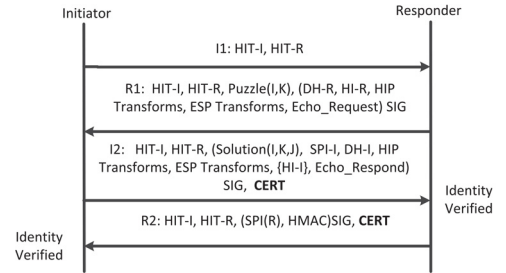 Initiator
Responder
I1: HIT-I, HIT-R
R1: HIT-I, HIT-R, Puzzle(I,K), (DH-R, HI-R, HIP
Transforms, ESP Transforms, Echo_Request) SIG
I2: HIT-I, HIT-R, (Solution(I,K,J), SPI-I, DH-I, HIP
Transforms, ESP Transforms, {HI-I}, Echo_Respond)
SIG, CERT
Identity
Verified
R2: HIT-I, HIT-R, (SPI(R), HMAC)SIG, CERT
Identity
Verified